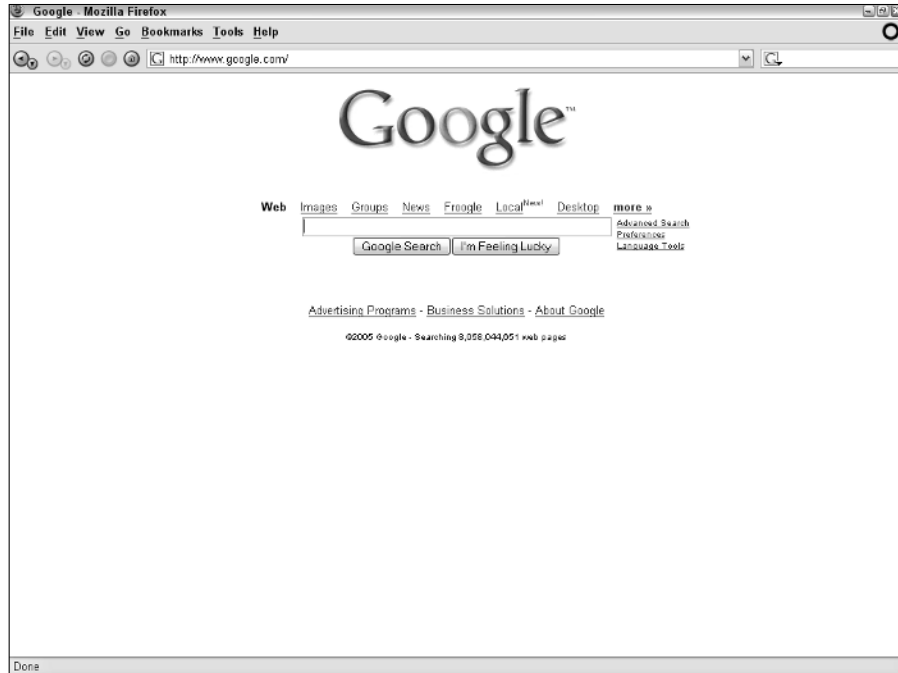 Google - Mozilla Firefox
File Edit View Go Bookmarks Tools Help
G http://www.google.com/ G
Google™
Web Images Groups News Froogle Local New! Desktop more »
Advanced Search
Preferences
Language Tools
Google Search I'm Feeling Lucky
Advertising Programs - Business Solutions - About Google
©2005 Google - Searching 8,058,044,651 web pages
Done